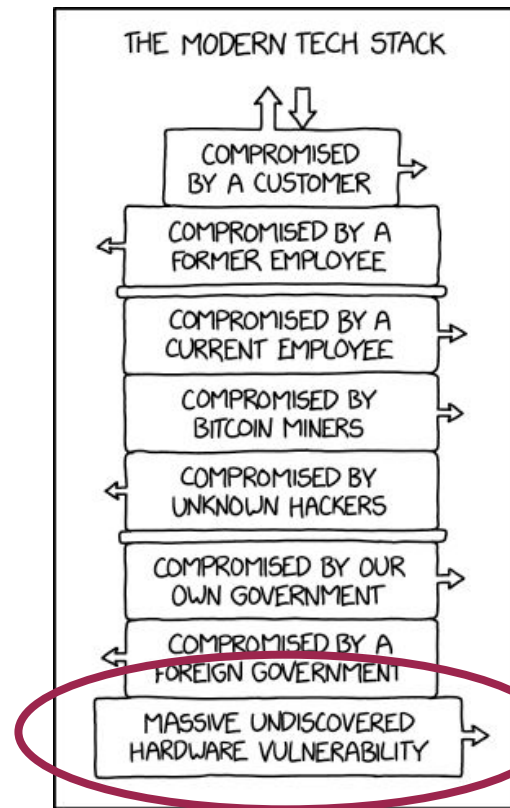 THE MODERN TECH STACK
COMPROMISED
BY A CUSTOMER
COMPROMISED BY A
FORMER EMPLOYEE
COMPROMISED BY A
CURRENT EMPLOYEE
COMPROMISED BY
BITCOIN MINERS
COMPROMISED BY
UNKNOWN HACKERS
COMPROMISED BY OUR
OWN GOVERNMENT
COMPROMISED BY A
FOREIGN GOVERNMENT
MASSIVE UNDISCOVERED
HARDWARE VULNERABILITY